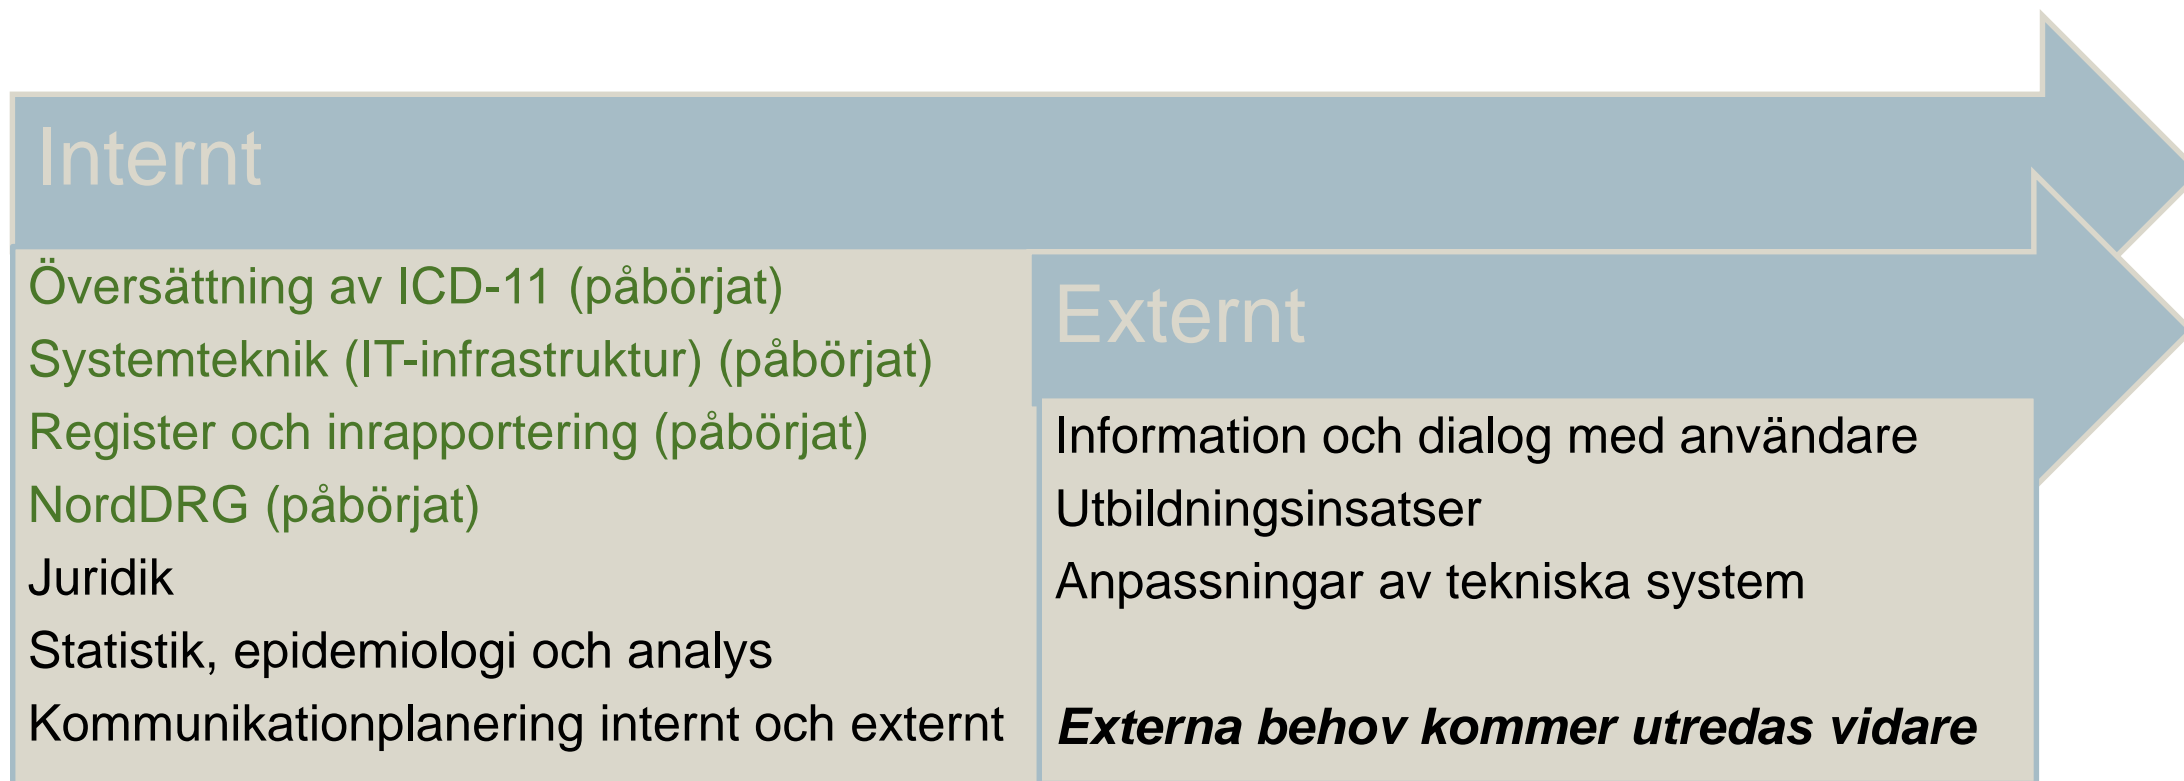 Internt
Översättning av ICD-11 (påbörjat)
Systemteknik (IT-infrastruktur) (påbörjat)
Register och inrapportering (påbörjat)
NordDRG (påbörjat)
Juridik
Statistik, epidemiologi och analys
Kommunikationplanering internt och externt
Externt
Information och dialog med användare
Utbildningsinsatser
Anpassningar av tekniska system
Externa behov kommer utredas vidare